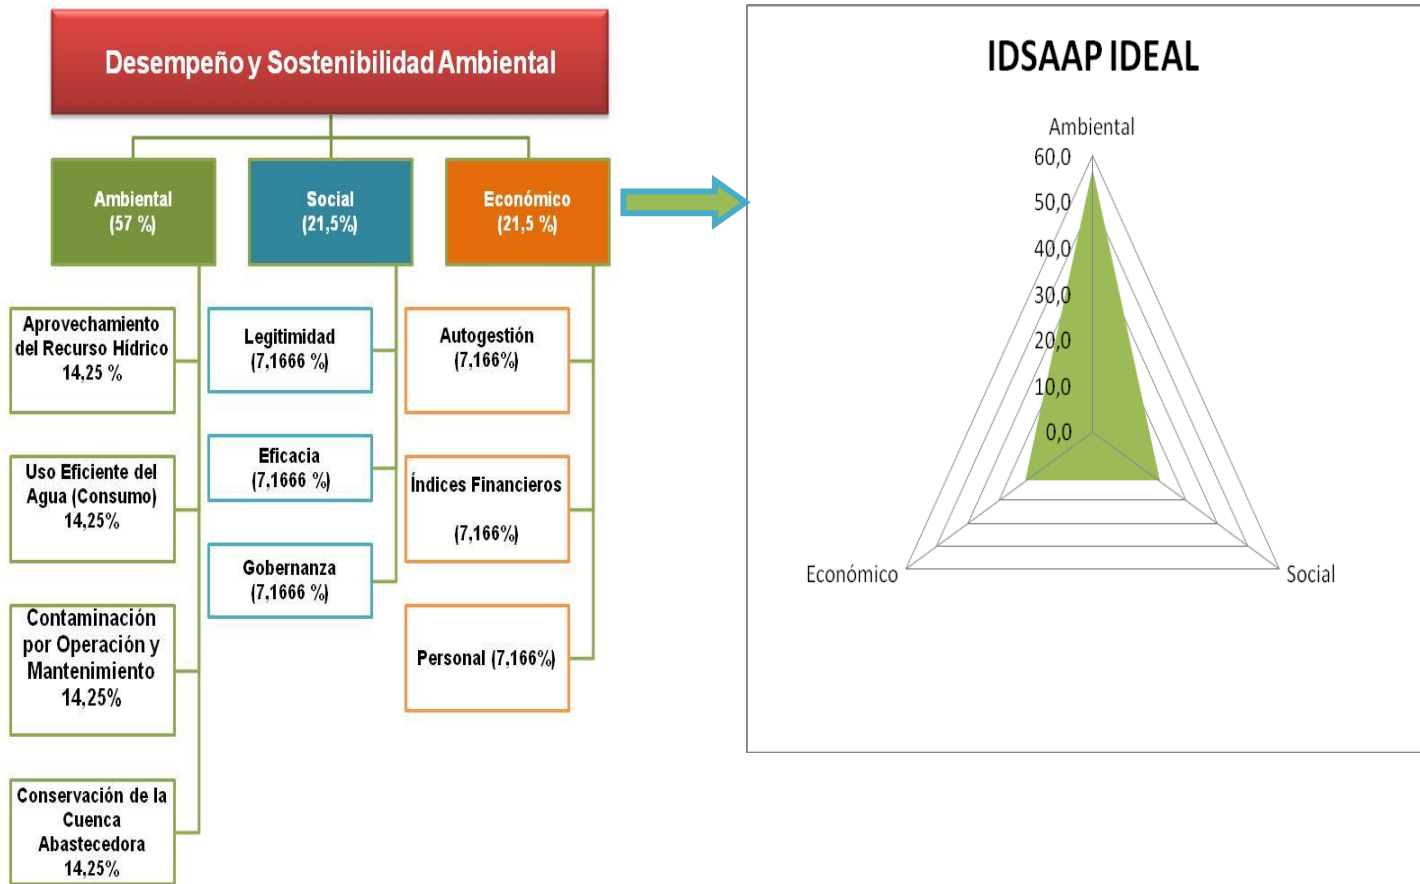 Desempeño y Sostenibilidad Ambiental
Ambiental
(57 %)
Social
(21,5%)
Económico
(21,5 %)
Aprovechamiento
del Recurso Hídrico
14,25 %
Uso Eficiente del
Agua (Consumo)
14,25%
Contaminación
por Operación y
Mantenimiento
14,25%
Conservación de la
Cuenca
Abastecedora
14,25%
Legitimidad
(7,1666 %)
Eficacia
(7,1666 %)
Gobernanza
(7,1666 %)
Autogestión
(7,166%)
Índices Financieros
(7,166%)
Personal (7,166%)
IDSAAP IDEAL
Ambiental
60,0
50,0
40,0
30,0
20,0
10,0
0,0
Económico
Social